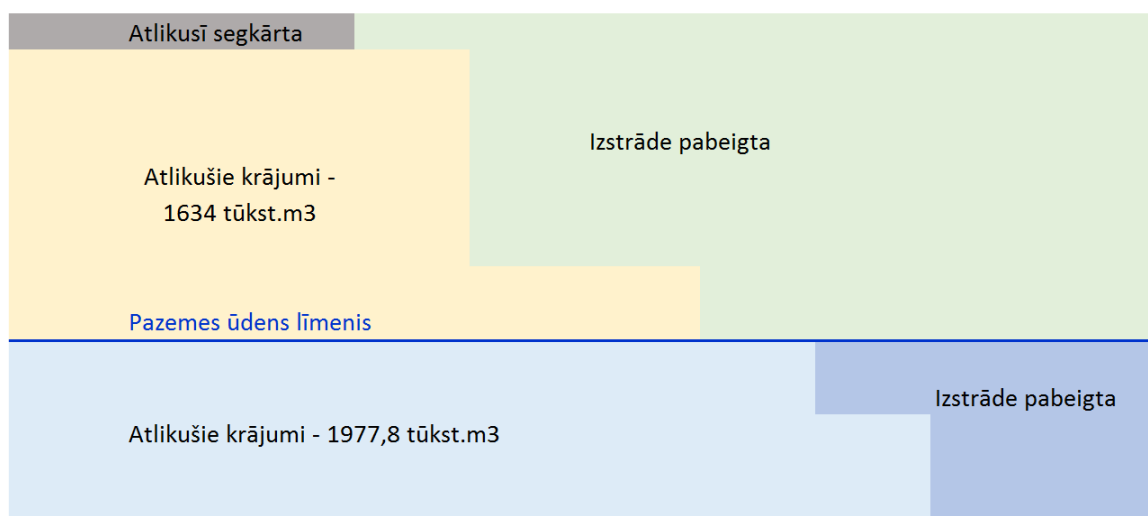 Atlikusī segkārta
Izstrāde pabeigta
Atlikušie krājumi -
1634 tūkst.m3
Pazemes ūdens līmenis
Izstrāde pabeigta
Atlikušie krājumi - 1977,8 tūkst.m3